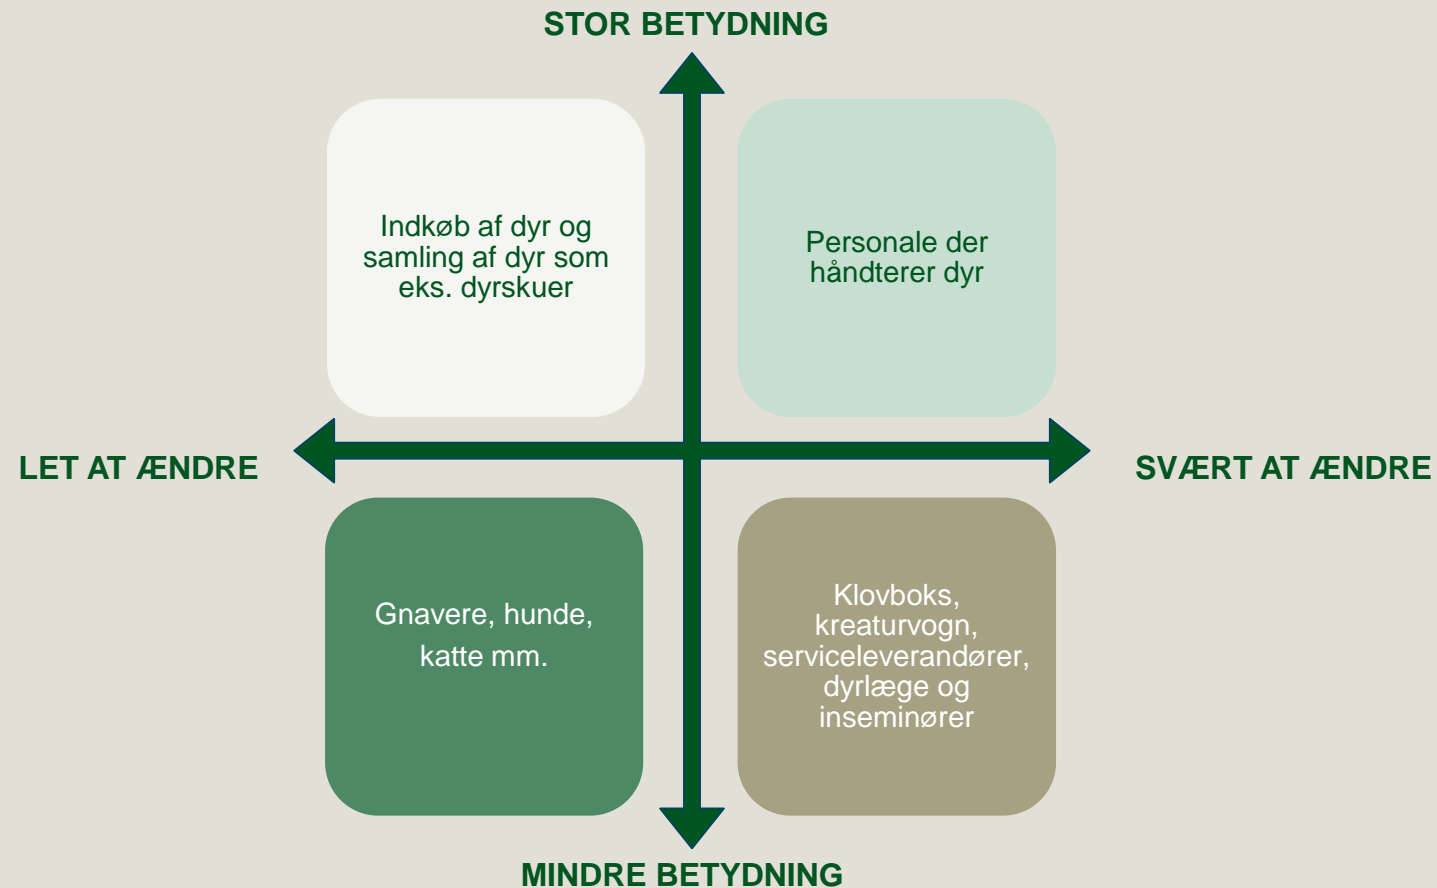 STOR BETYDNING
Indkøb af dyr og
samling af dyr som
eks. dyrskuer
Personale der
håndterer dyr
LET AT ÆNDRE
SVÆRT AT ÆNDRE
Gnavere, hunde,
katte mm.
Klovboks,
kreaturvogn,
serviceleverandører,
dyrlæge og
inseminører
MINDRE BETYDNING